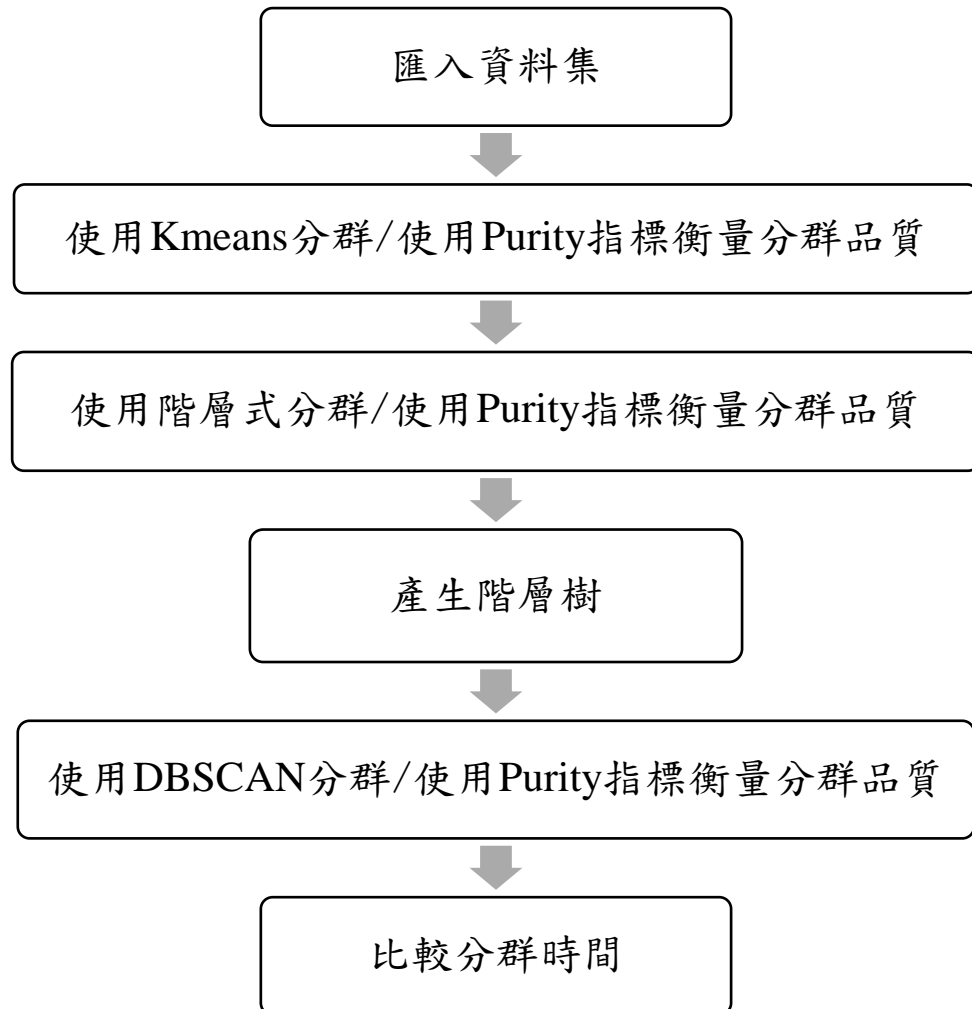 匯入資料集
使用Kmeans分群/使用Purity指標衡量分群品質
使用階層式分群/使用Purity指標衡量分群品質
產生階層樹
使用DBSCAN分群/使用Purity指標衡量分群品質
比較分群時間